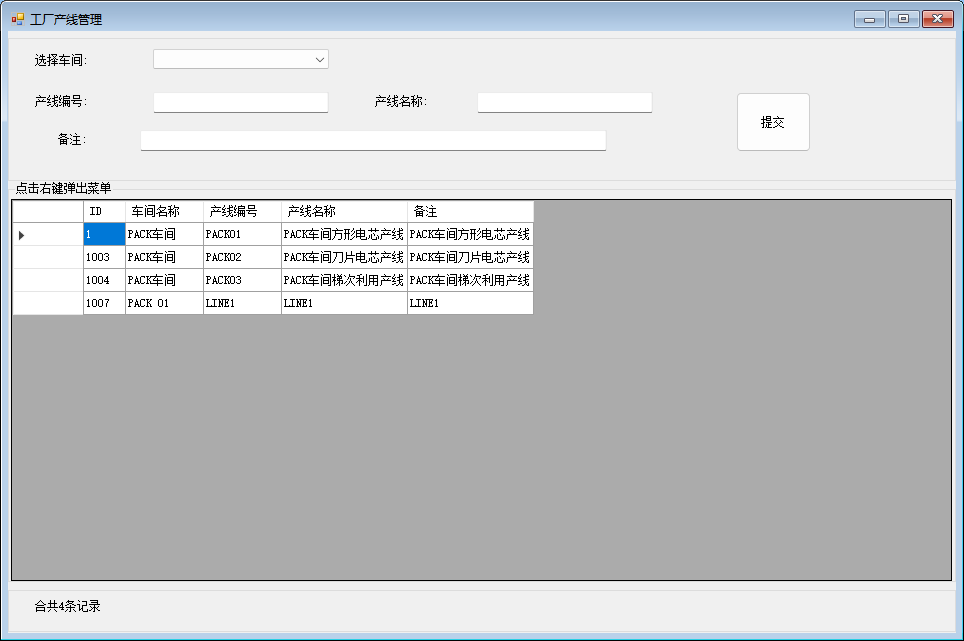 工厂产线管理
选择车间:
产线编号: 产线名称:
提交
备注:
点击右键弹出菜单
ID 车间名称 产线编号 产线名称 备注
1 PACK车间 PACK01 PACK车间方形电芯产线 PACK车间方形电芯产线
1003 PACK车间 PACK02 PACK车间刀片电芯产线 PACK车间刀片电芯产线
1004 PACK车间 PACK03 PACK车间梯次利用产线 PACK车间梯次利用产线
1007 PACK 01 LINE1 LINE1 LINE1
合共4条记录